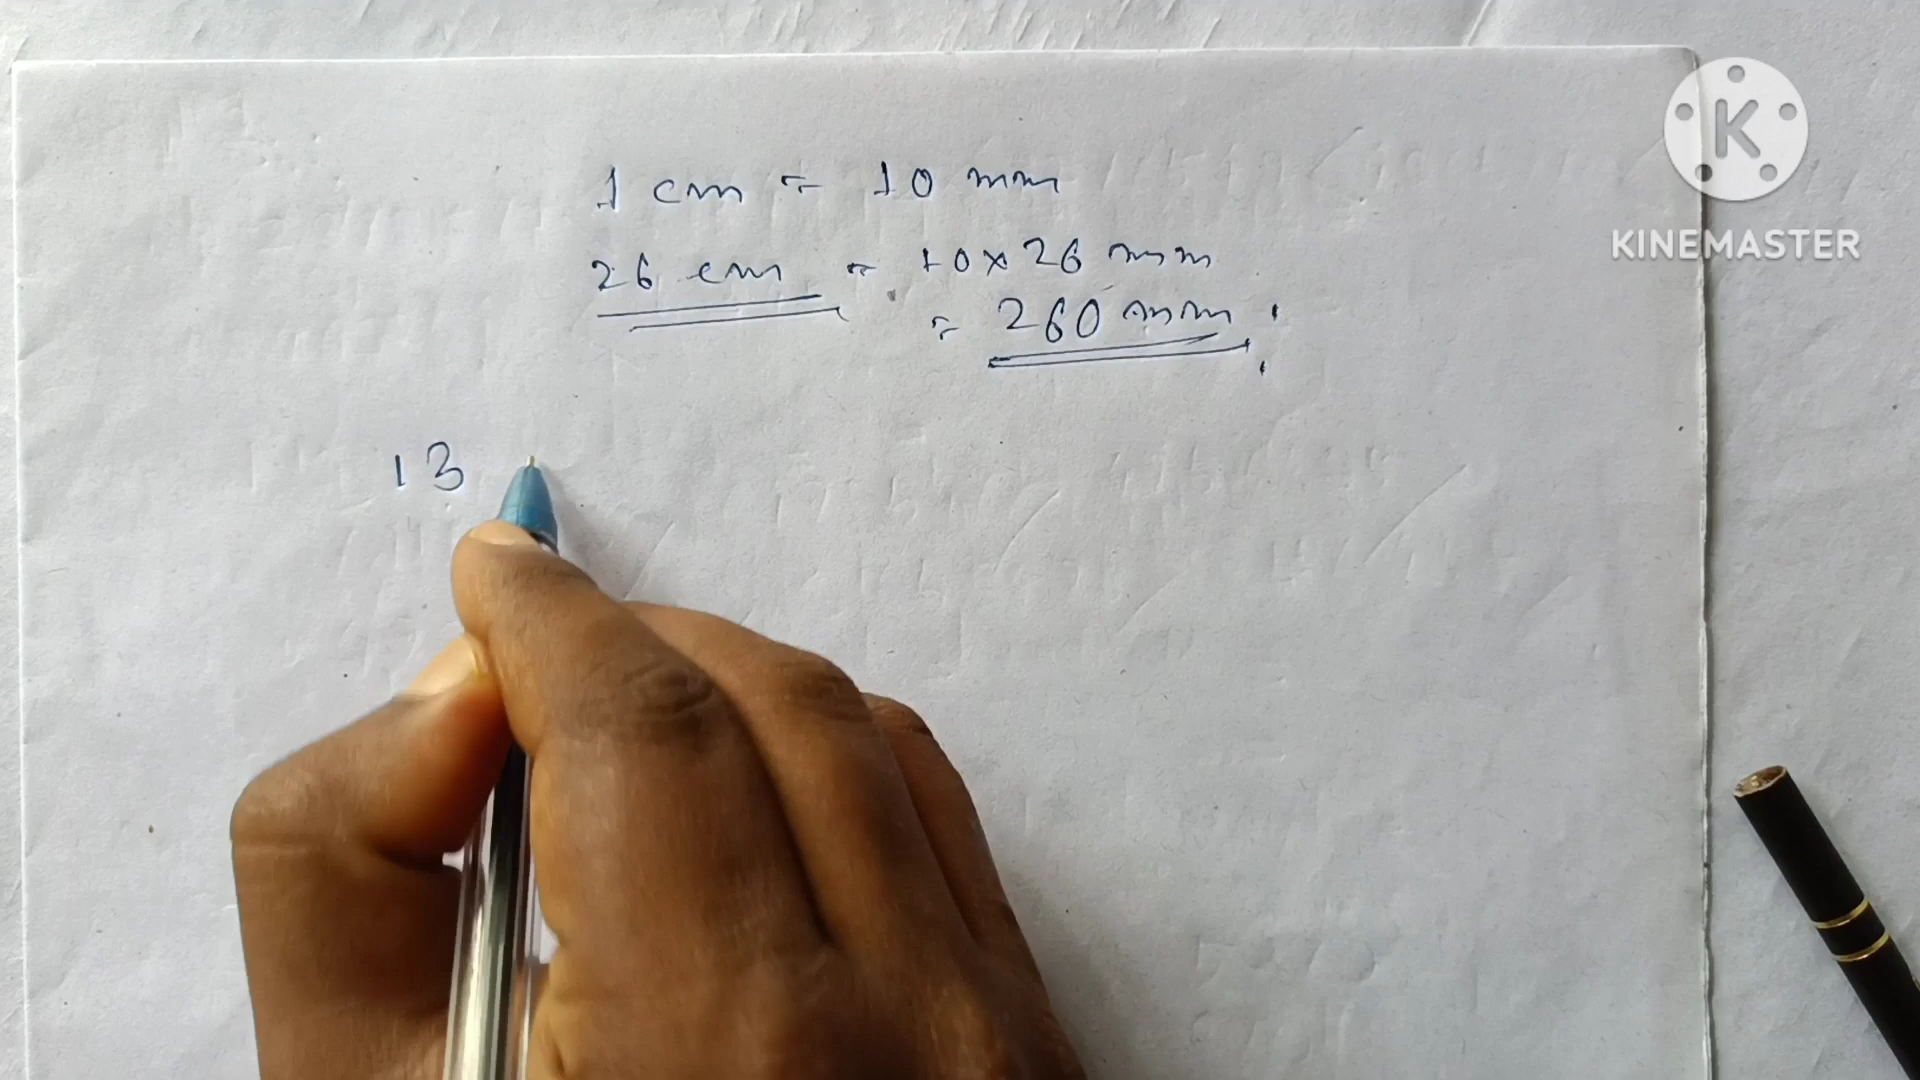 1 cm = 10 mm
26 cm = 10×26 mm
= 260 mm
13
K
KINEMASTER